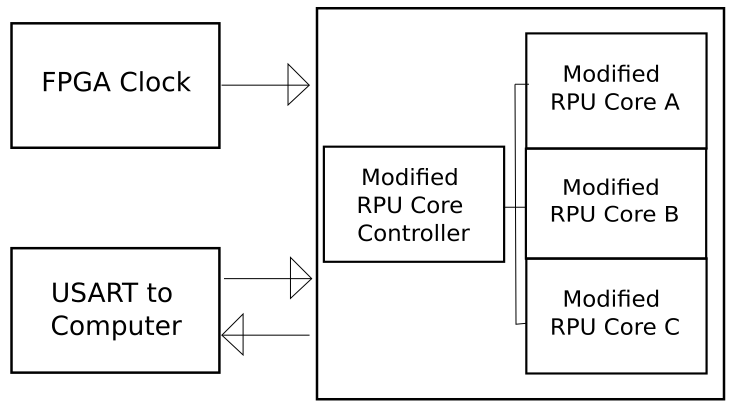 FPGA Clock
USART to
Computer
Modified
RPU Core
Controller
Modified
RPU Core A
Modified
RPU Core B
Modified
RPU Core C